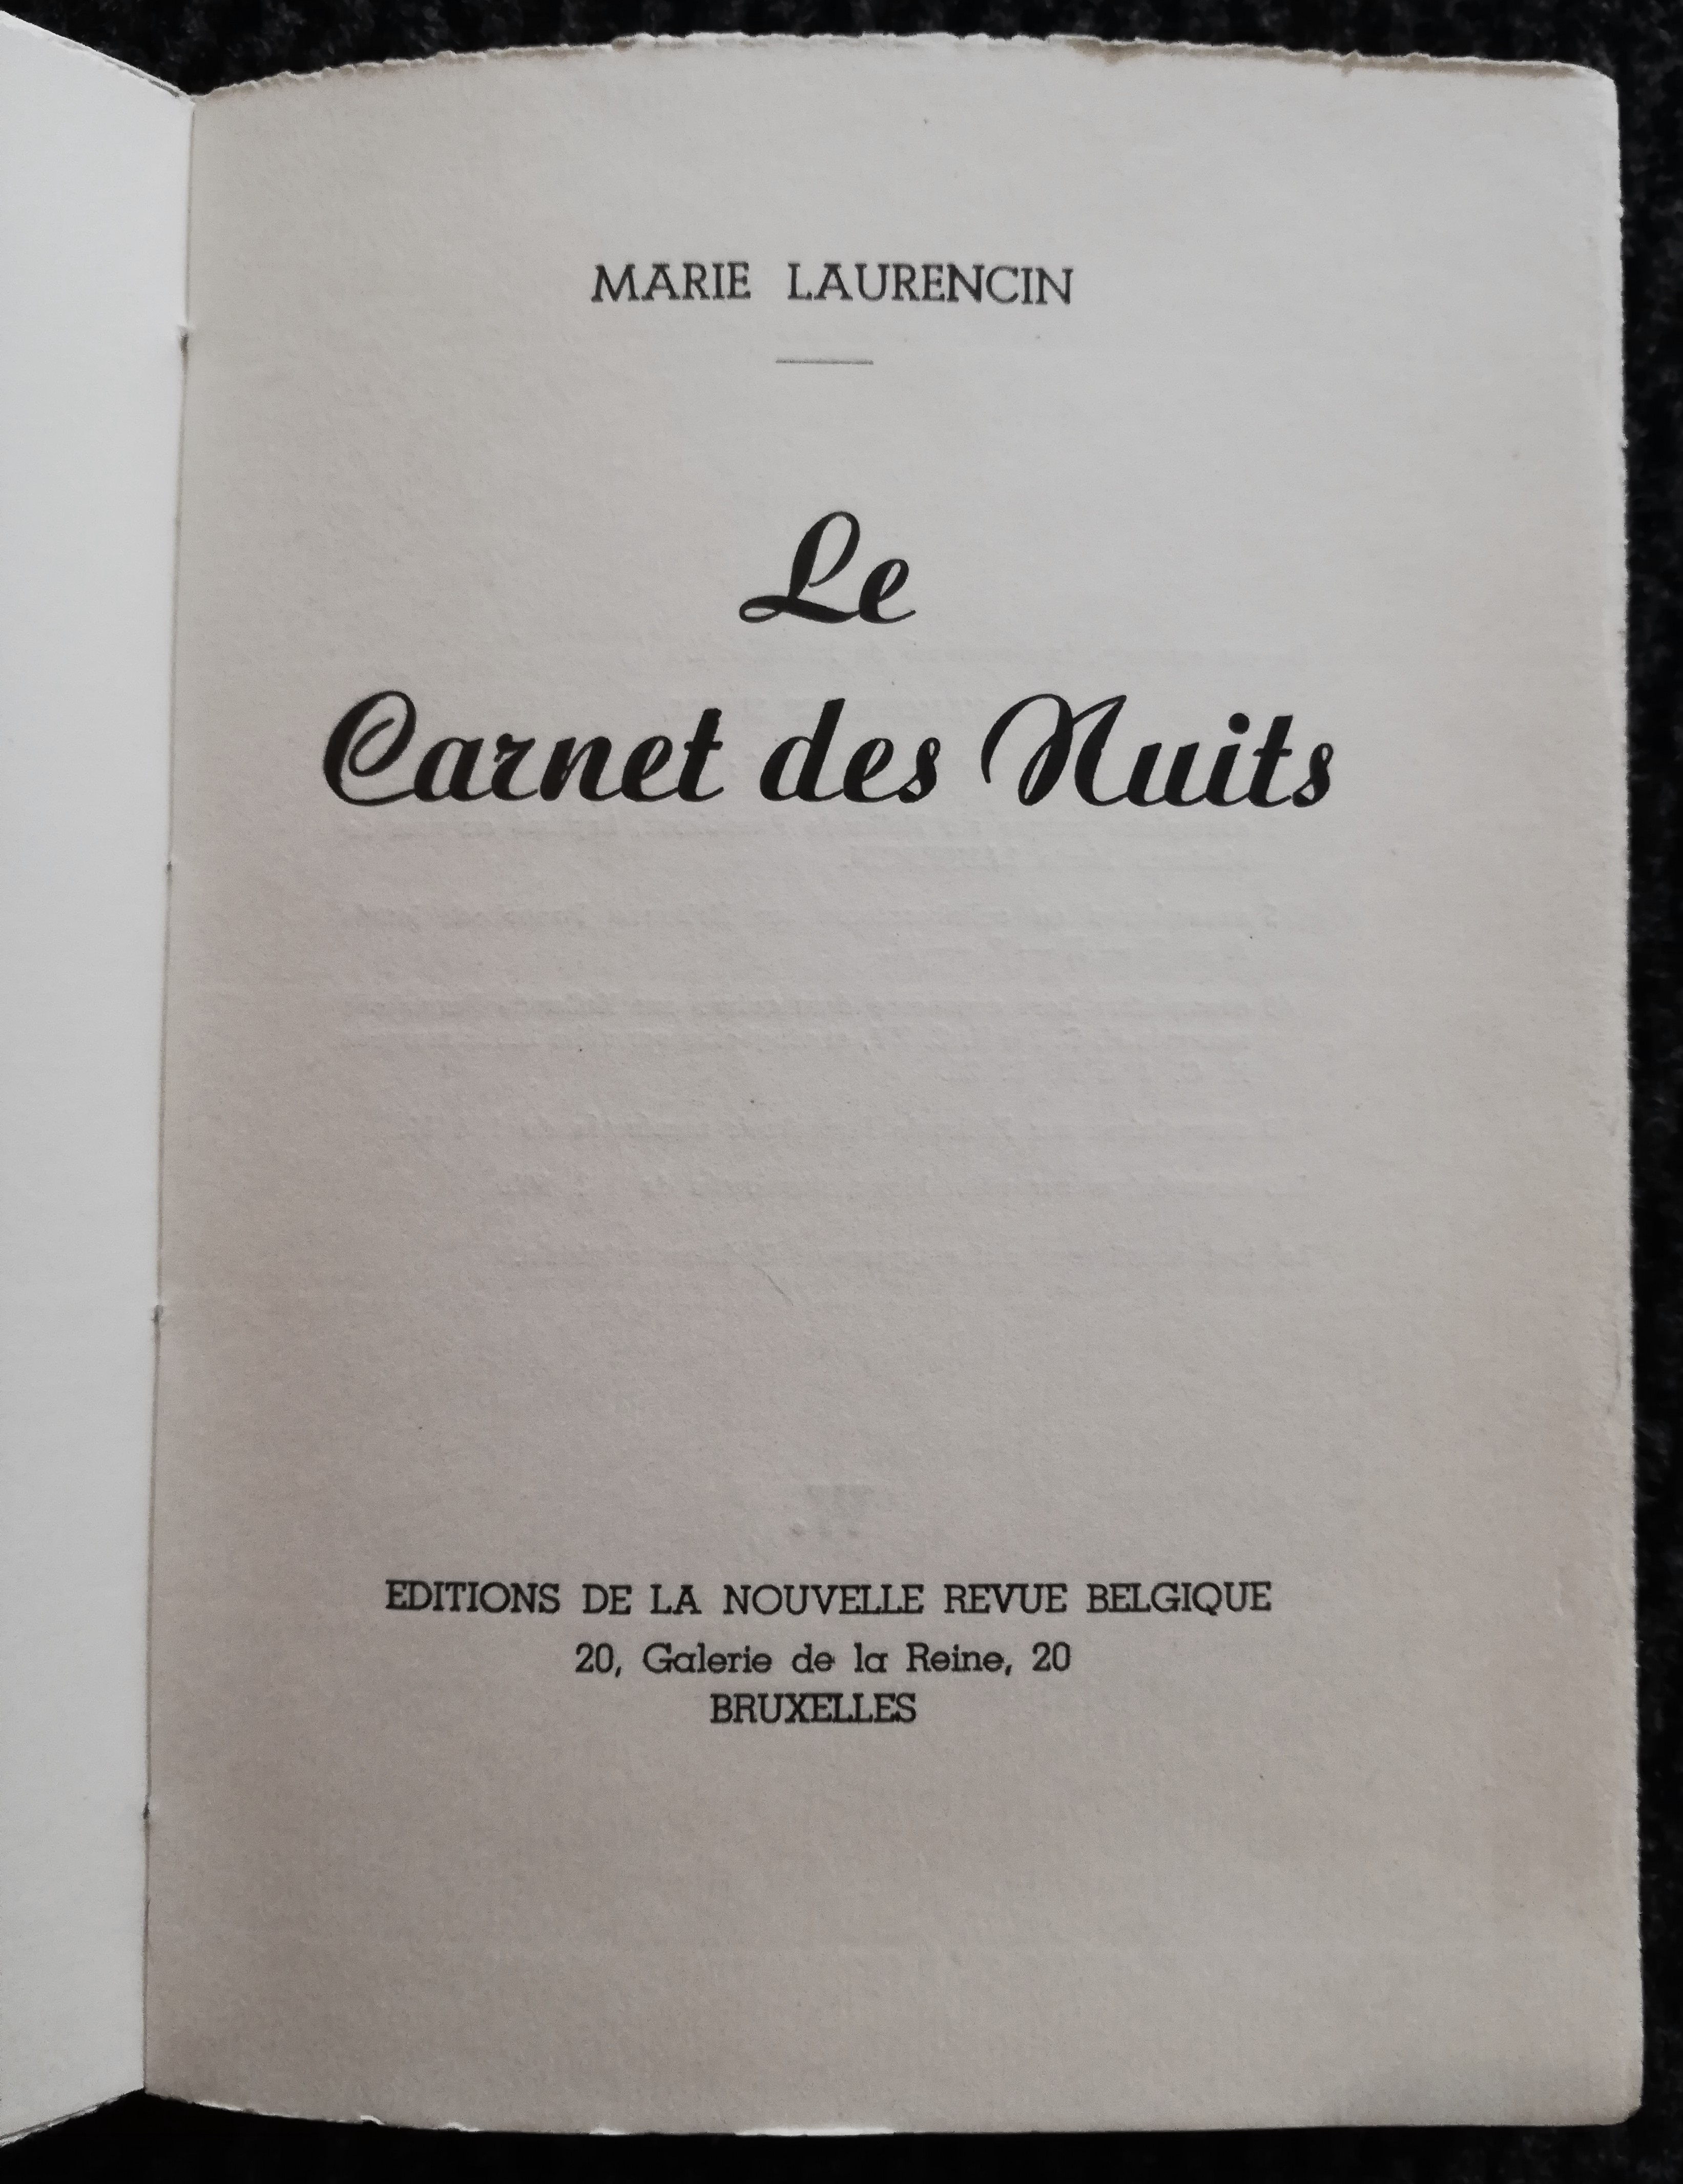 MARIE LAURENCIN
Le
Carnet des Nuits
EDITIONS DE LA NOUVELLE REVUE BELGIQUE
20, Galerie de la Reine, 20
BRUXELLES